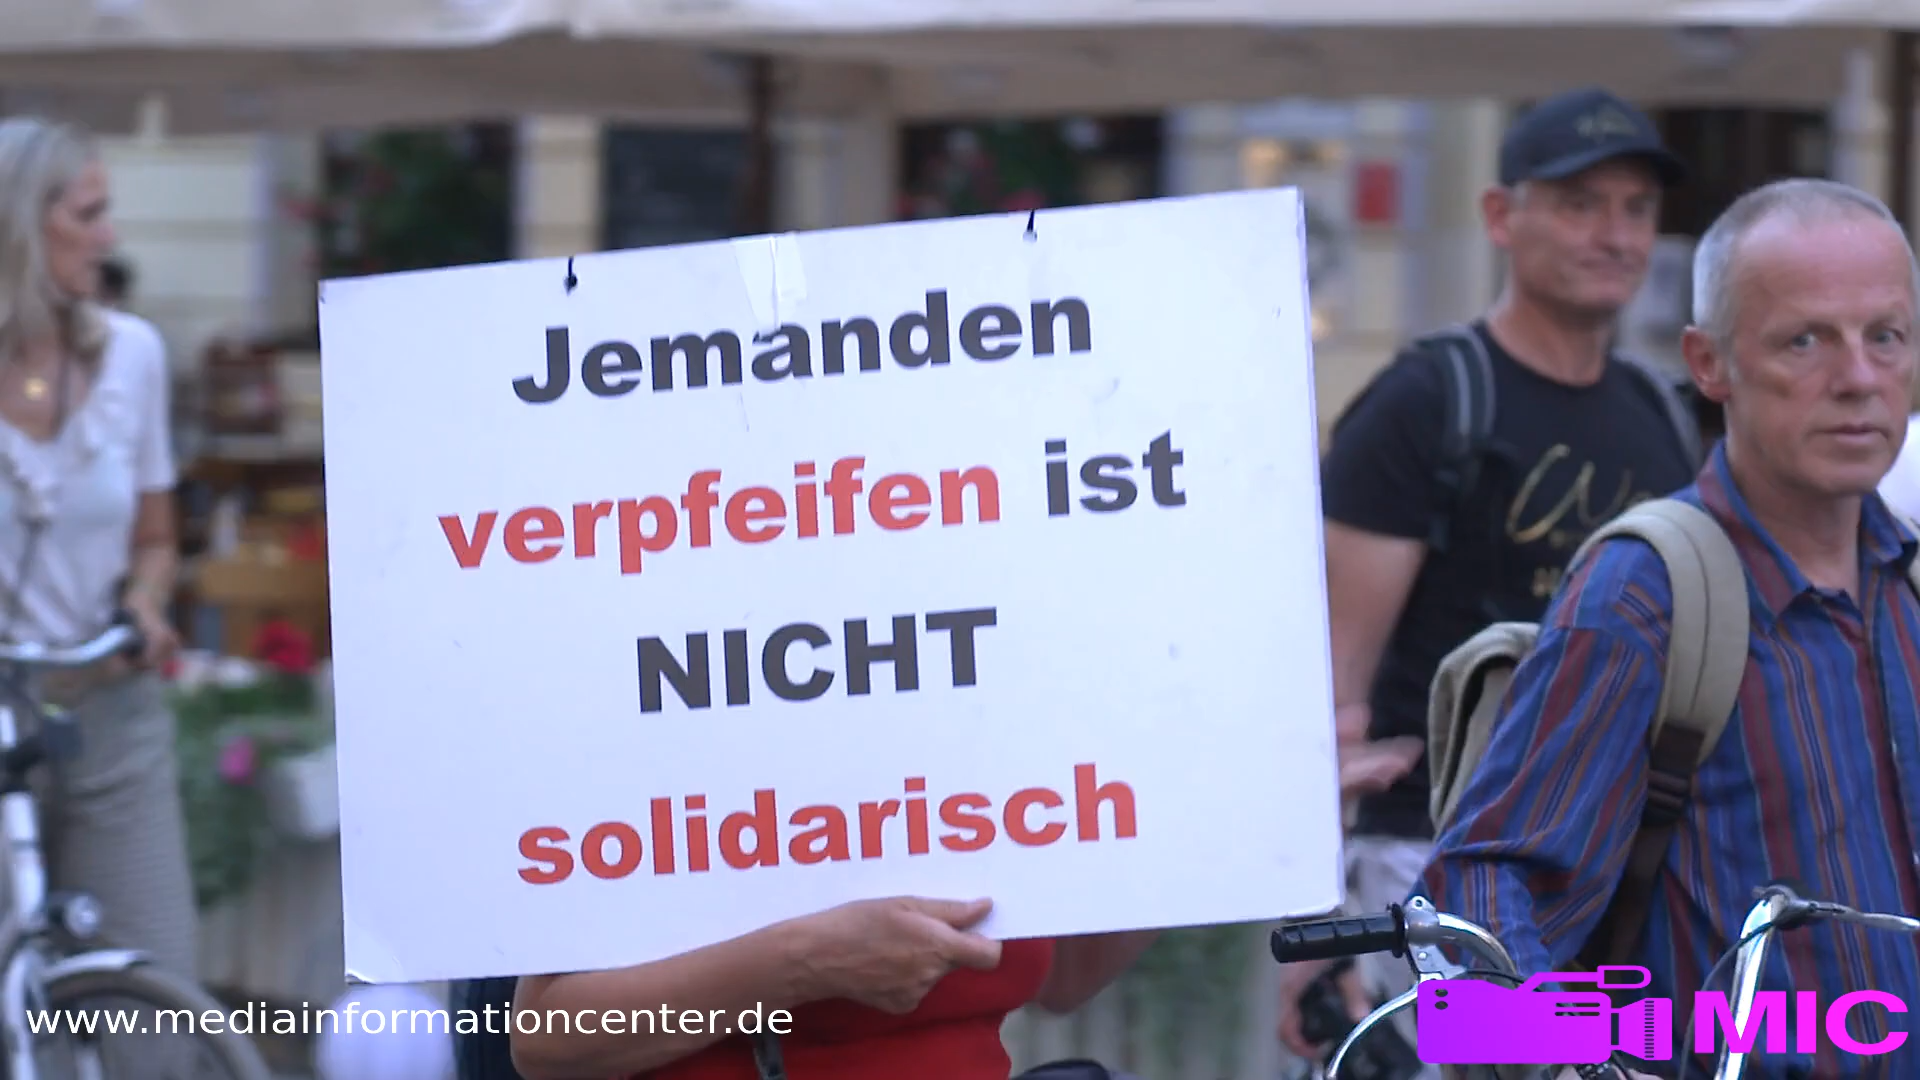 Jemanden
verpfeifen ist
NICHT
solidarisch
www.mediainformationcenter.de
MIC